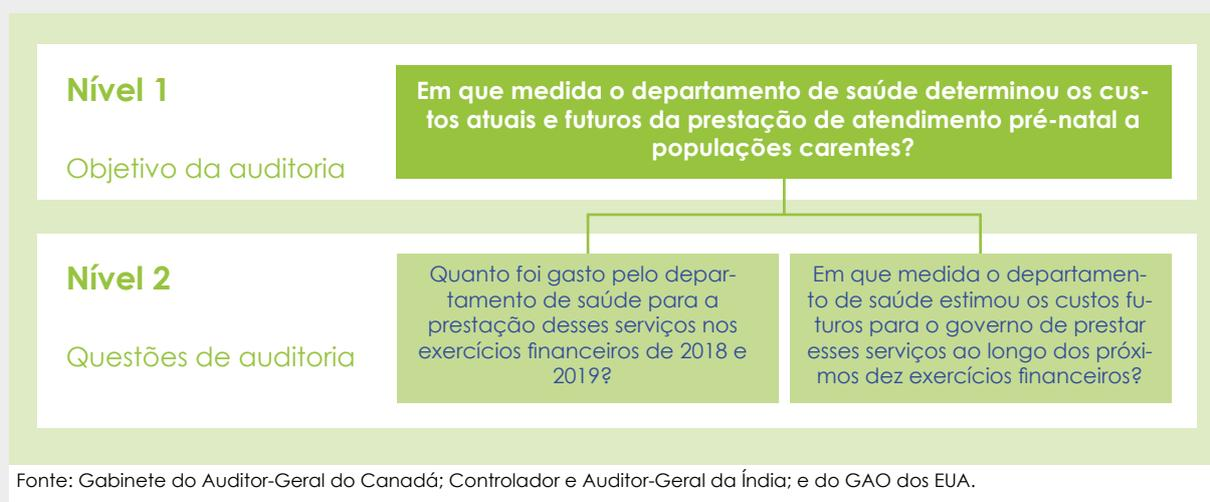 Nível 1
Objetivo da auditoria
Em que medida o departamento de saúde determinou os cus-
tos atuais e futuros da prestação de atendimento pré-natal a
populações carentes?
Nível 2
Questões de auditoria
Quanto foi gasto pelo depar-
tamento de saúde para a
prestação desses serviços nos
exercícios financeiros de 2018 e
2019?
Em que medida o departamen-
to de saúde estimou os custos fu-
turos para o governo de prestar
esses serviços ao longo dos próxi-
mos dez exercícios financeiros?
Fonte: Gabinete do Auditor-Geral do Canadá; Controlador e Auditor-Geral da Índia; e do GAO dos EUA.